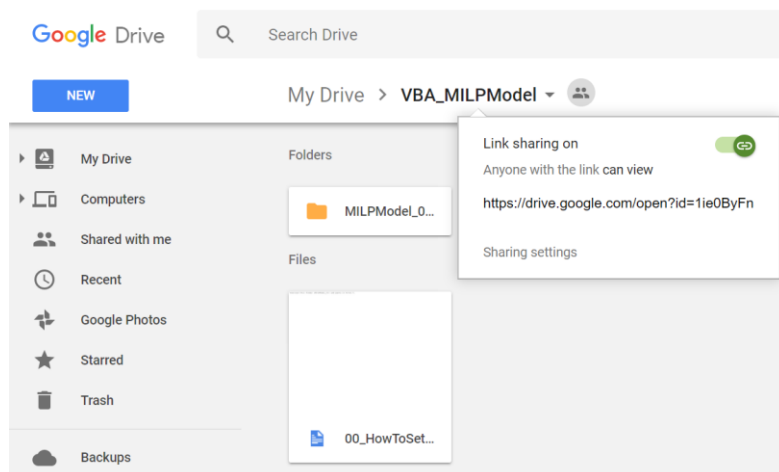 Google Drive
Search Drive
NEW
My Drive > VBA_MILPModel
Link sharing on
Anyone with the link can view
https://drive.google.com/open?id=1ie0ByFn
Sharing settings
My Drive
Computers
Shared with me
Recent
Google Photos
Starred
Trash
Backups
Folders
MILPModel_0...
Files
00_HowToSet...